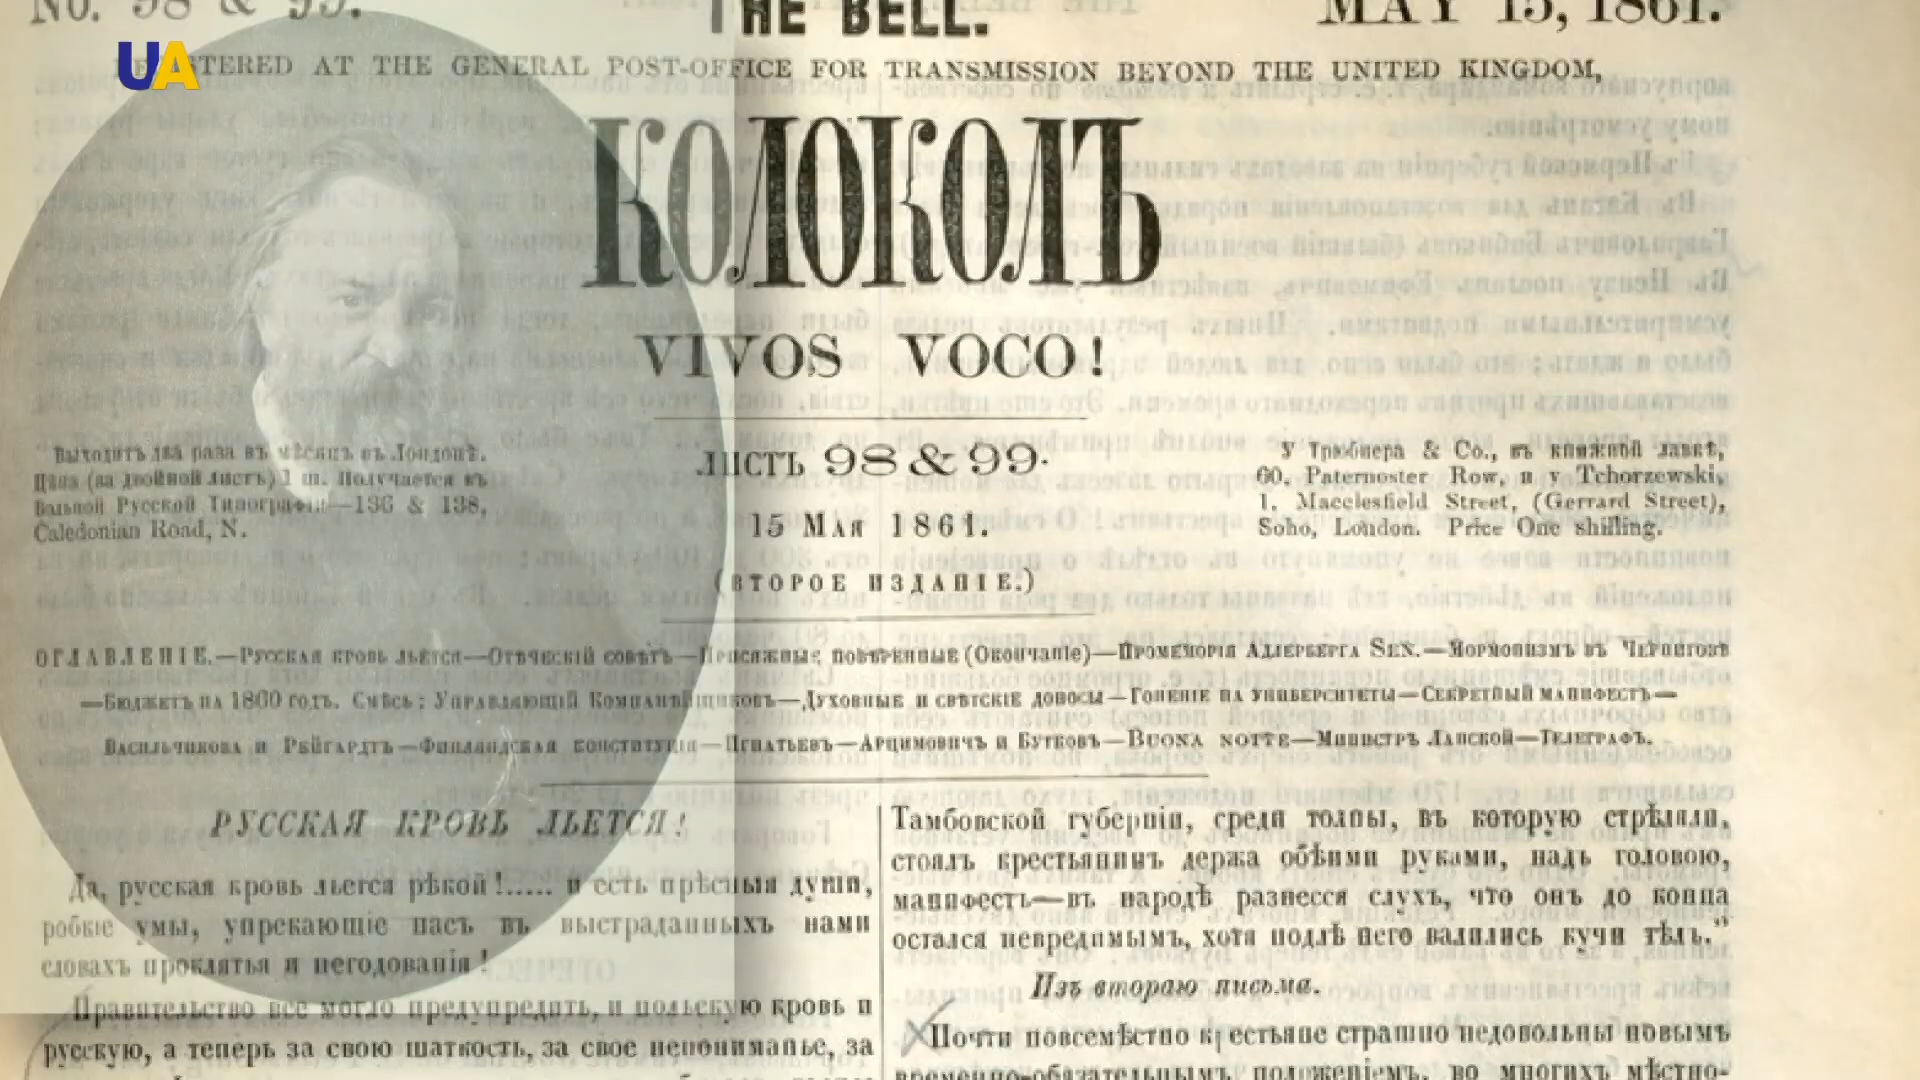 No. 98 & 99.
THE BELL.
MAY 15, 1861.
UA
REGISTERED AT THE GENERAL POST-OFFICE FOR TRANSMISSION BEYOND THE UNITED KINGDOM,
КОЛОКОЛЪ
VIVOS VOCO!
Выходитъ два раза въ мѣсяцъ въ Лондонѣ.
Цѣна (за двойной листъ) 1 ш. Получается въ
Вольной Русской Типографіи—136 & 138,
Caledonian Road, N.
ЛИСТЪ 98 & 99.
15 Мая 1861.
(ВТОРОЕ ИЗДАНІЕ.)
У Трюбнера & Co., въ книжной лавкѣ,
60, Paternoster Row, и у Tchorzewski,
1, Macclesfield Street, (Gerrard Street),
Soho, London. Price One shilling.
ОГЛАВЛЕНІЕ.—Русская кровь льется—Отческій совѣтъ—Присяжные повѣренные (Окончаніе)—Промеморія Адлерберга Sen.—Мормонизмъ въ Черниговѣ
—Бюджетъ на 1860 годъ. Смѣсь: Управляющій Компанѣйщиковъ—Духовные и свѣтскіе доносы—Гоненіе на университеты—Секретный манифестъ—
Васильчикова и Рейгардтъ—Финляндская конституція—Игнатьевъ—Арцимовичъ и Бутковъ—Buona notte—Министръ Ланской—Телеграфъ.
РУССКАЯ КРОВЬ ЛЬЕТСЯ!
Да, русская кровь льется рѣкой!..... и есть прѣсныя души,
робкіе умы, упрекающіе насъ въ выстраданныхъ нами
словахъ проклятья и негодованія!
Правительство все могло предупредить, и польскую кровь и
русскую, а теперь за свою шаткость, за свое непониманье, за
Тамбовской губерніи, среди толпы, въ которую стрѣляли,
стоялъ крестьянинъ держа обѣими руками, надъ головою,
манифестъ—въ народѣ разнесся слухъ, что онъ до конца
остался невредимымъ, хотя подлѣ него валились кучи тѣлъ."
Изъ втораго письма.
Почти повсемѣстно крестьяне страшно недовольны новымъ
временно-обязательнымъ положеніемъ, во многихъ мѣстно-